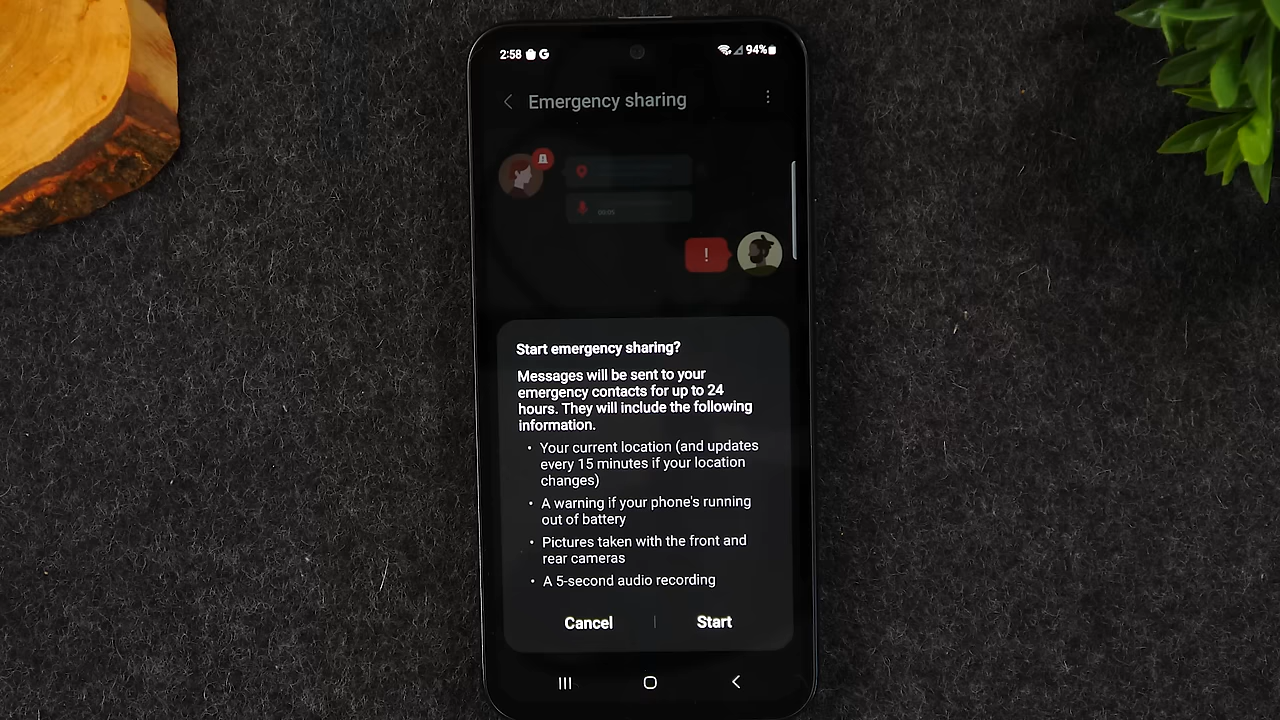 2:58 G 94%
Emergency sharing
00:05
!
Start emergency sharing?
Messages will be sent to your
emergency contacts for up to 24
hours. They will include the following
information.
• Your current location (and updates
every 15 minutes if your location
changes)
• A warning if your phone's running
out of battery
• Pictures taken with the front and
rear cameras
• A 5-second audio recording
Cancel | Start